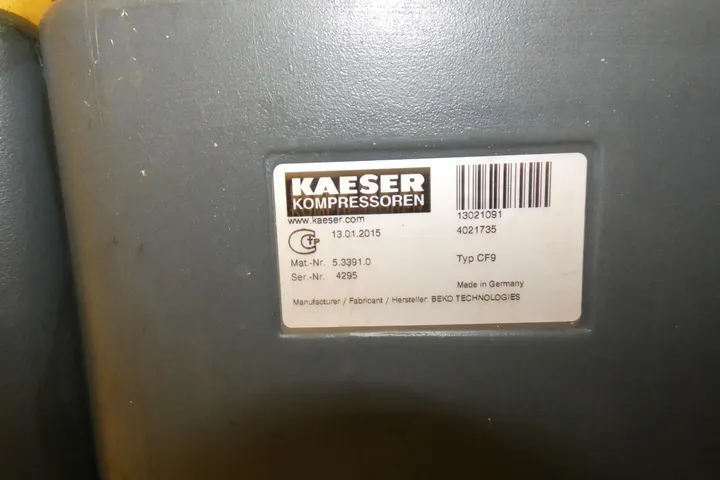 KAESER
KOMPRESSOREN
www.kaeser.com
13021091
4021735
13.01.2015
Mat.-Nr. 5.3391.0
Typ CF9
Ser.-Nr. 4295
Made in Germany
Manufacturer / Fabricant / Hersteller: BEKO TECHNOLOGIES